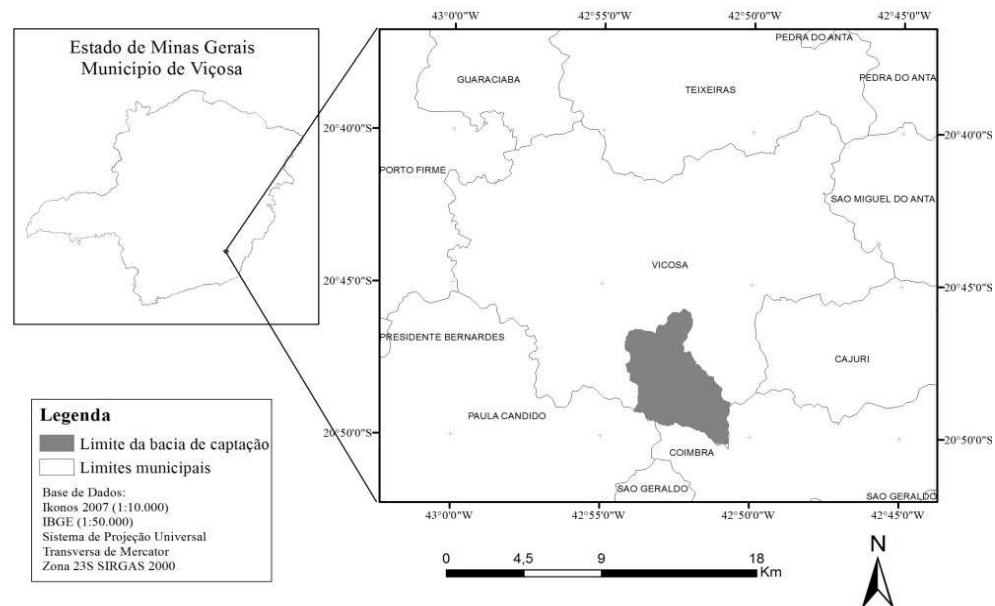 Estado de Minas Gerais
Município de Viçosa
43°0'0"W 42°55'0"W 42°50'0"W 42°45'0"W
PEDRA DO ANTA
GUARACIABA
PEDRA DO ANTA
TEIXEIRAS
20°40'0"S
20°40'0"S
PORTO FIRME
SAO MIGUEL DO ANTA
VICOSA
20°45'0"S
20°45'0"S
PRESIDENTE BERNARDES
CAJURI
PAULA CANDIDO
20°50'0"S
20°50'0"S
COIMBRA
SAO GERALDO
SAO GERALDO
43°0'0"W 42°55'0"W 42°50'0"W 42°45'0"W
Legenda
Limite da bacia de captação
Limites municipais
Base de Dados:
Ikonos 2007 (1:10.000)
IBGE (1:50.000)
Sistema de Projeção Universal
Transversa de Mercator
Zona 23S SIRGAS 2000
0 4,5 9 18
Km
N